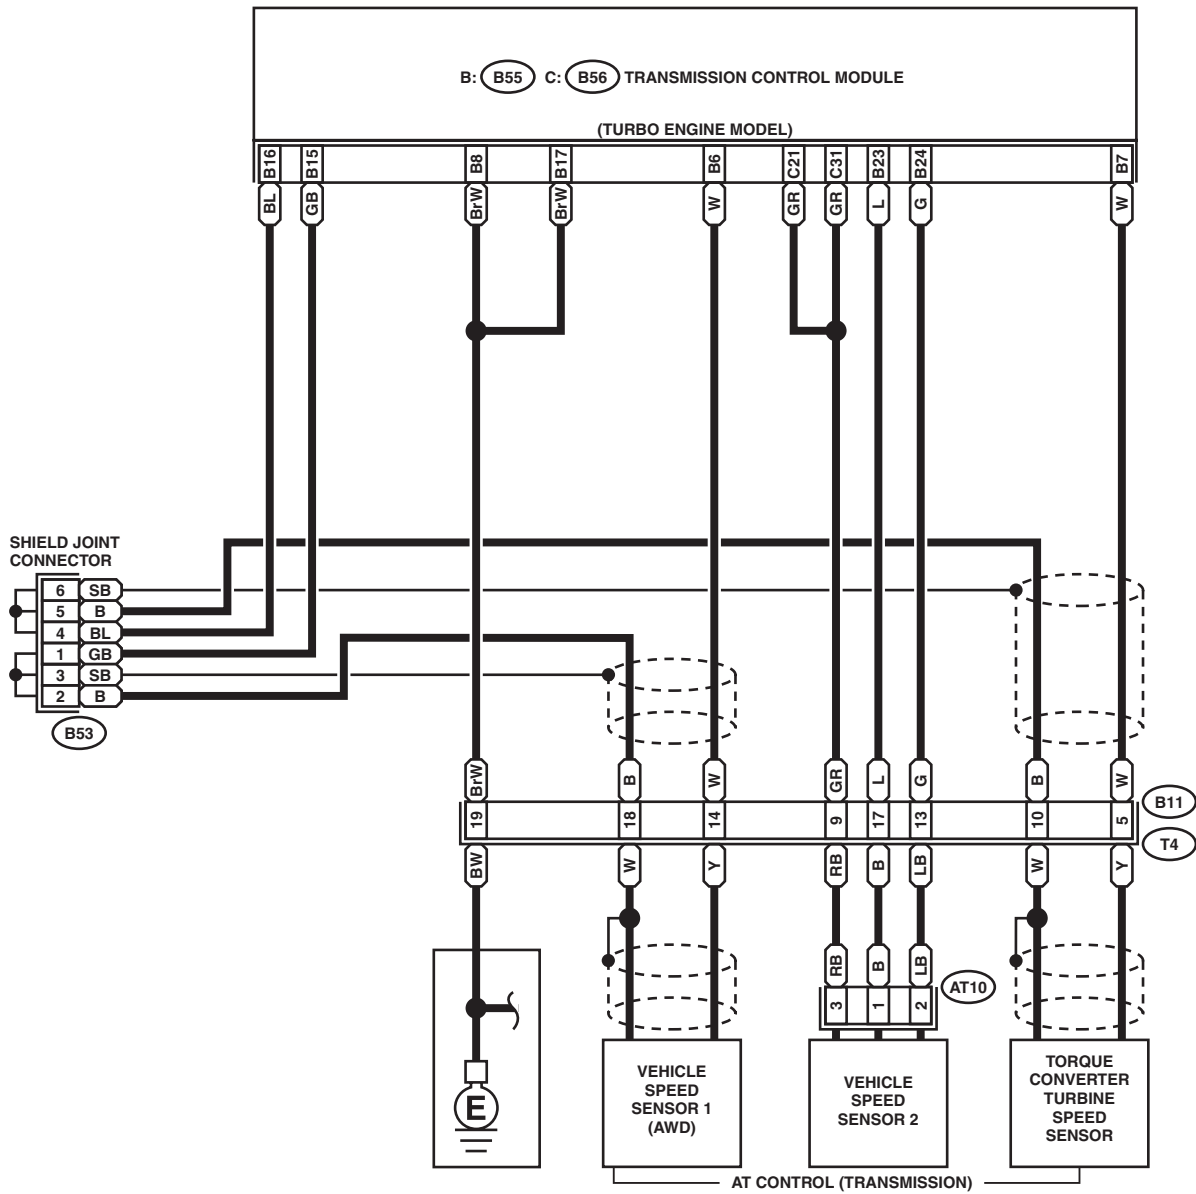 B: B55 C: B56 TRANSMISSION CONTROL MODULE
(TURBO ENGINE MODEL)
B16 B15 B8 B17 B6 C21 C31 B23 B24 B7
BL GB BrW BrW W GR GR L G W
SHIELD JOINT
CONNECTOR
6 SB
5 B
4 BL
1 GB
3 SB
2 B
B53
BrW B W GR L G B W
19 18 14 9 17 13 10 5
B11
T4
BW W Y RB B LB W Y
RB B LB
3 1 2
AT10
E
VEHICLE
SPEED
SENSOR 1
(AWD)
VEHICLE
SPEED
SENSOR 2
TORQUE
CONVERTER
TURBINE
SPEED
SENSOR
AT CONTROL (TRANSMISSION)